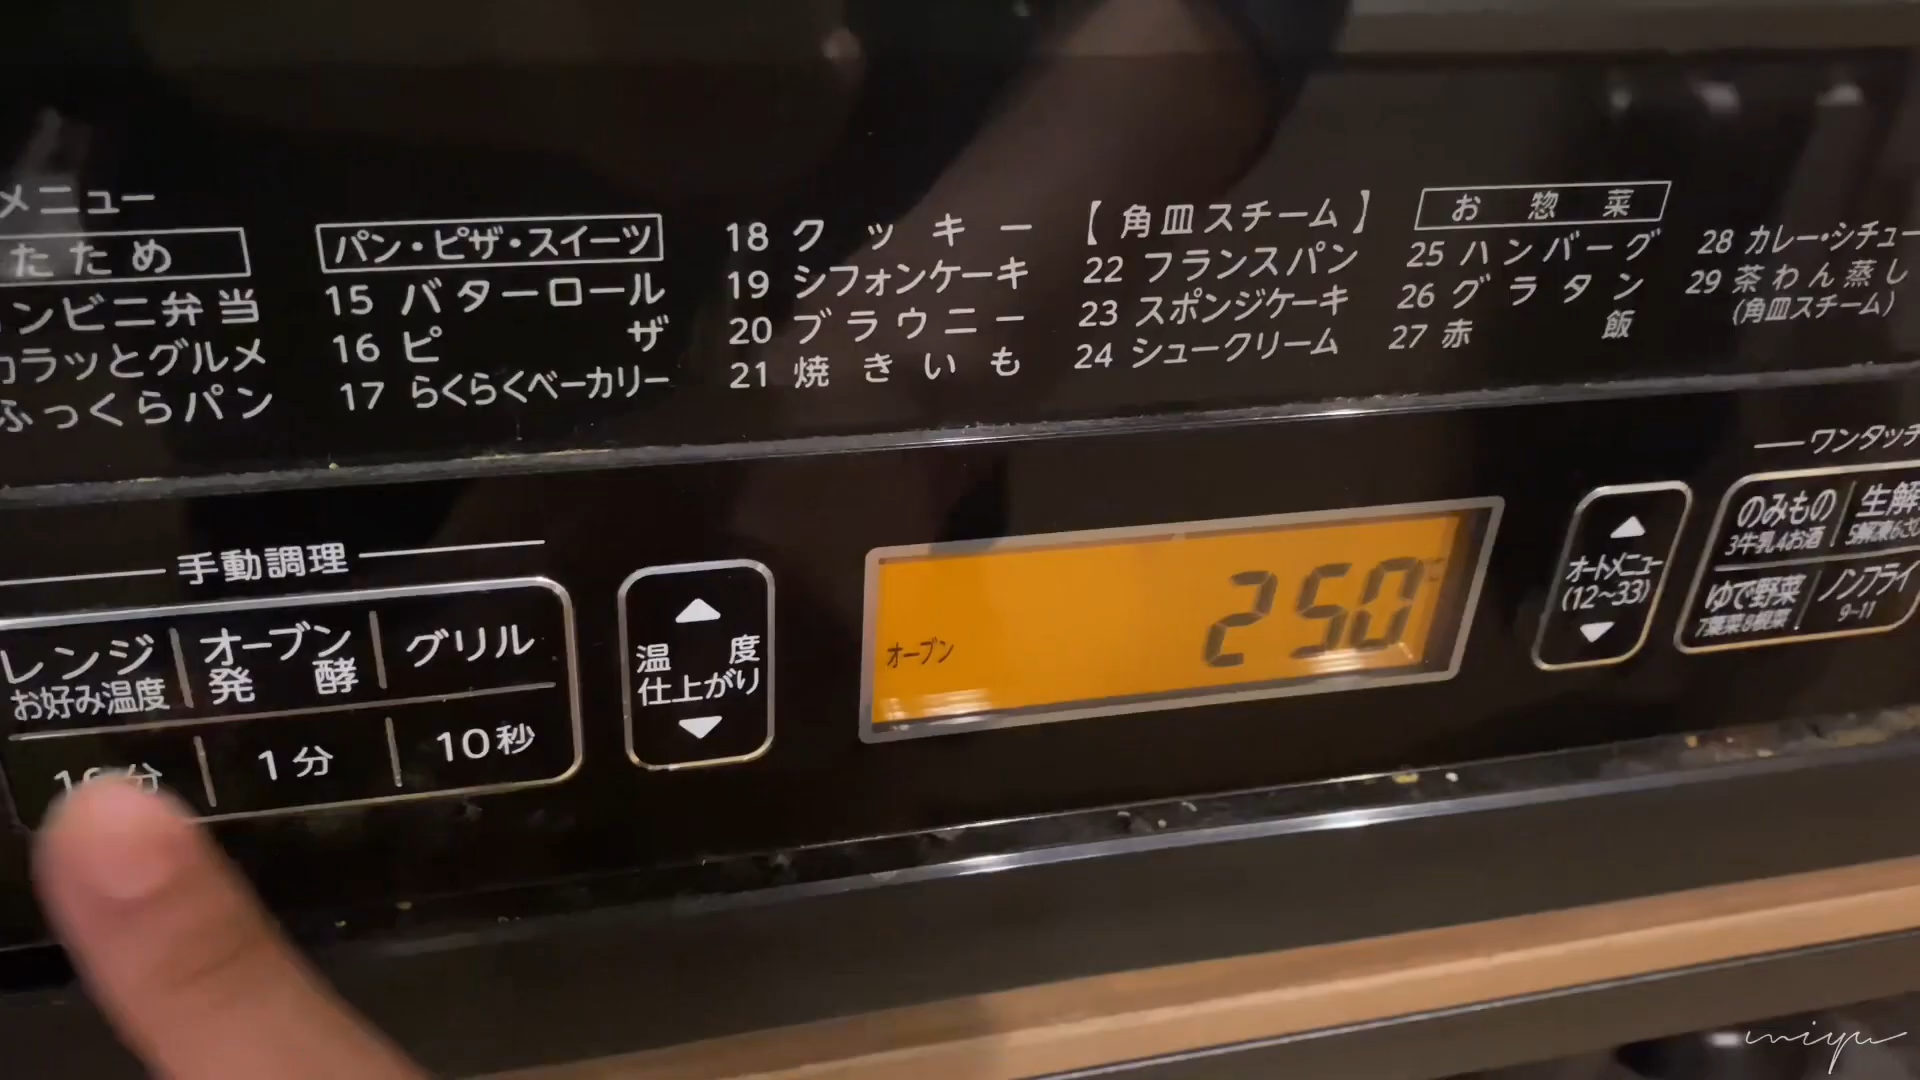 メニュー
たため
ンビニ弁当
カラッとグルメ
ふっくらパン
パン・ピザ・スイーツ
15 バターロール
16 ピザ
17 らくらくベーカリー
18 クッキー
19 シフォンケーキ
20 ブラウニー
21 焼きいも
【角皿スチーム】
22 フランスパン
23 スポンジケーキ
24 シュークリーム
お惣菜
25 ハンバーグ
26 グラタン
27 赤飯
28 カレー・シチュー
29 茶わん蒸し
(角皿スチーム)
手動調理
レンジ
お好み温度
オーブン
発酵
グリル
10分
1分
10秒
温度
仕上がり
オーブン
250℃
オートメニュー
(12~33)
ワンタッチ
のみもの
3牛乳4お酒
生解
5解凍6さ
ゆで野菜
7葉菜8根菜
ノンフライ
9-11
miyu